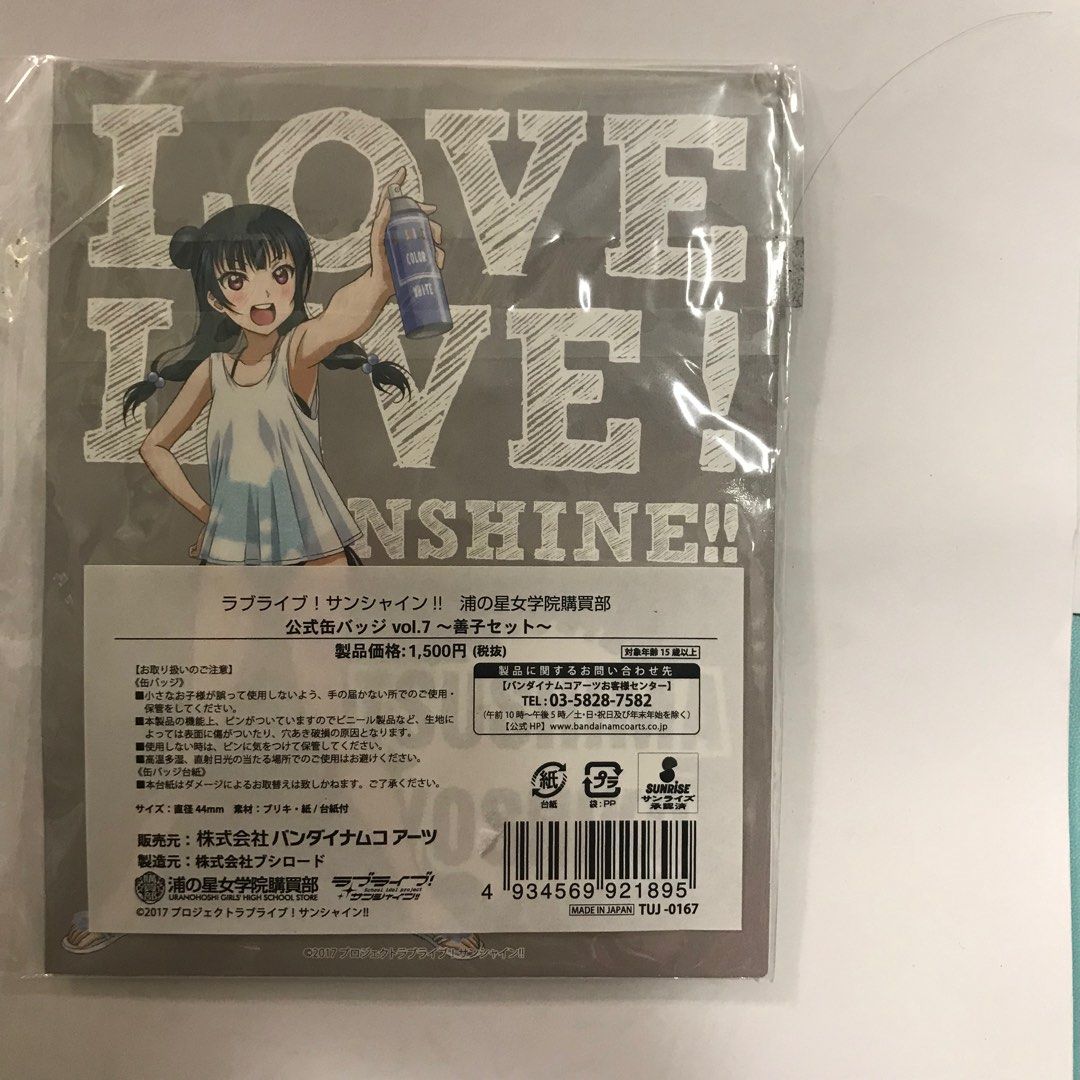 LOVE
LIVE!
NSHINE!!
COLOR
WHITE
ラブライブ！サンシャイン!!　浦の星女学院購買部
公式缶バッジ vol.7 ～善子セット～
製品価格：1,500円 (税抜)
対象年齢 15 歳以上
【お取り扱いのご注意】
《缶バッジ》
■小さなお子様が誤って使用しないよう、手の届かない所でのご使用・
保管をしてください。
■本製品の機能上、ピンがついていますのでビニール製品など、生地に
よっては表面に傷がついたり、穴あき破損の原因となります。
■使用しない時は、ピンに気をつけて保管してください。
■高温多湿、直射日光の当たる場所でのご使用はお避けください。
《缶バッジ台紙》
■本台紙はダメージによるお取替えは致しかねます。ご了承ください。
サイズ：直径 44mm　素材：ブリキ・紙 / 台紙付
製品に関するお問い合わせ先
【バンダイナムコアーツお客様センター】
TEL : 03-5828-7582
（午前 10 時～午後 5 時／土・日・祝日及び年末年始を除く）
【公式 HP】www.bandainamcoarts.co.jp
紙
台紙
プラ
袋：PP
SUNRISE
サンライズ
承認済
販売元：株式会社 バンダイナムコ アーツ
製造元：株式会社ブシロード
浦の星女学院購買部
URANOHOSHI GIRLS' HIGH SCHOOL STORE
ラブライブ！
School idol project
サンシャイン!!
©2017 プロジェクトラブライブ！サンシャイン!!
4 934569 921895
MADE IN JAPAN
TUJ -0167
©2017 プロジェクトラブライブ！サンシャイン!!